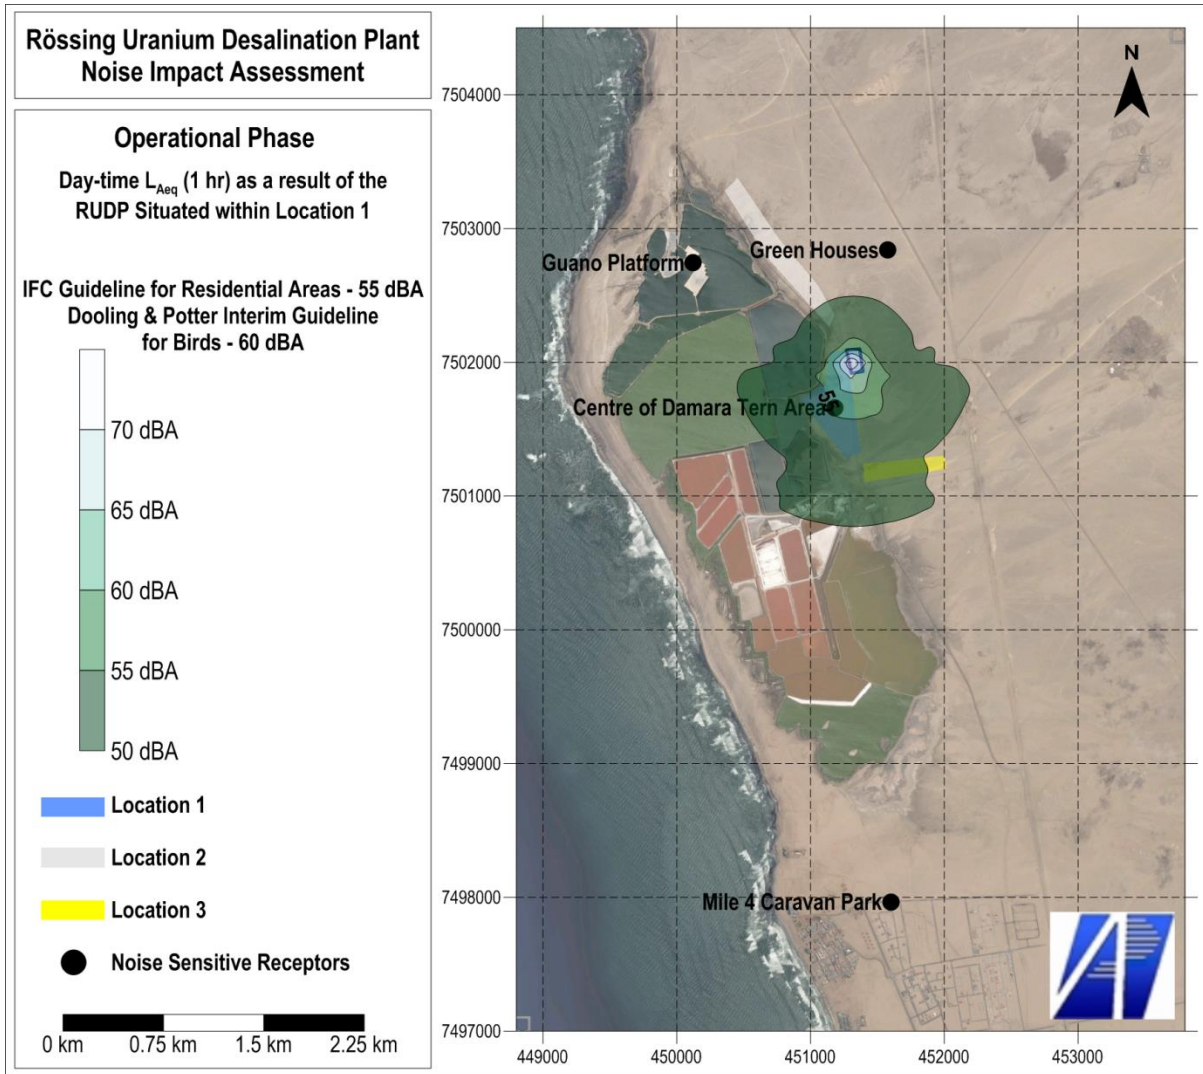 Rössing Uranium Desalination Plant
Noise Impact Assessment
Operational Phase
Day-time LAeq (1 hr) as a result of the
RUDP Situated within Location 1
IFC Guideline for Residential Areas - 55 dBA
Dooling & Potter Interim Guideline
for Birds - 60 dBA
70 dBA
65 dBA
60 dBA
55 dBA
50 dBA
Location 1
Location 2
Location 3
Noise Sensitive Receptors
0 km 0.75 km 1.5 km 2.25 km
N
7504000
7503000
7502000
7501000
7500000
7499000
7498000
7497000
Green Houses
Guano Platform
Centre of Damara Tern Area
Mile 4 Caravan Park
449000 450000 451000 452000 453000